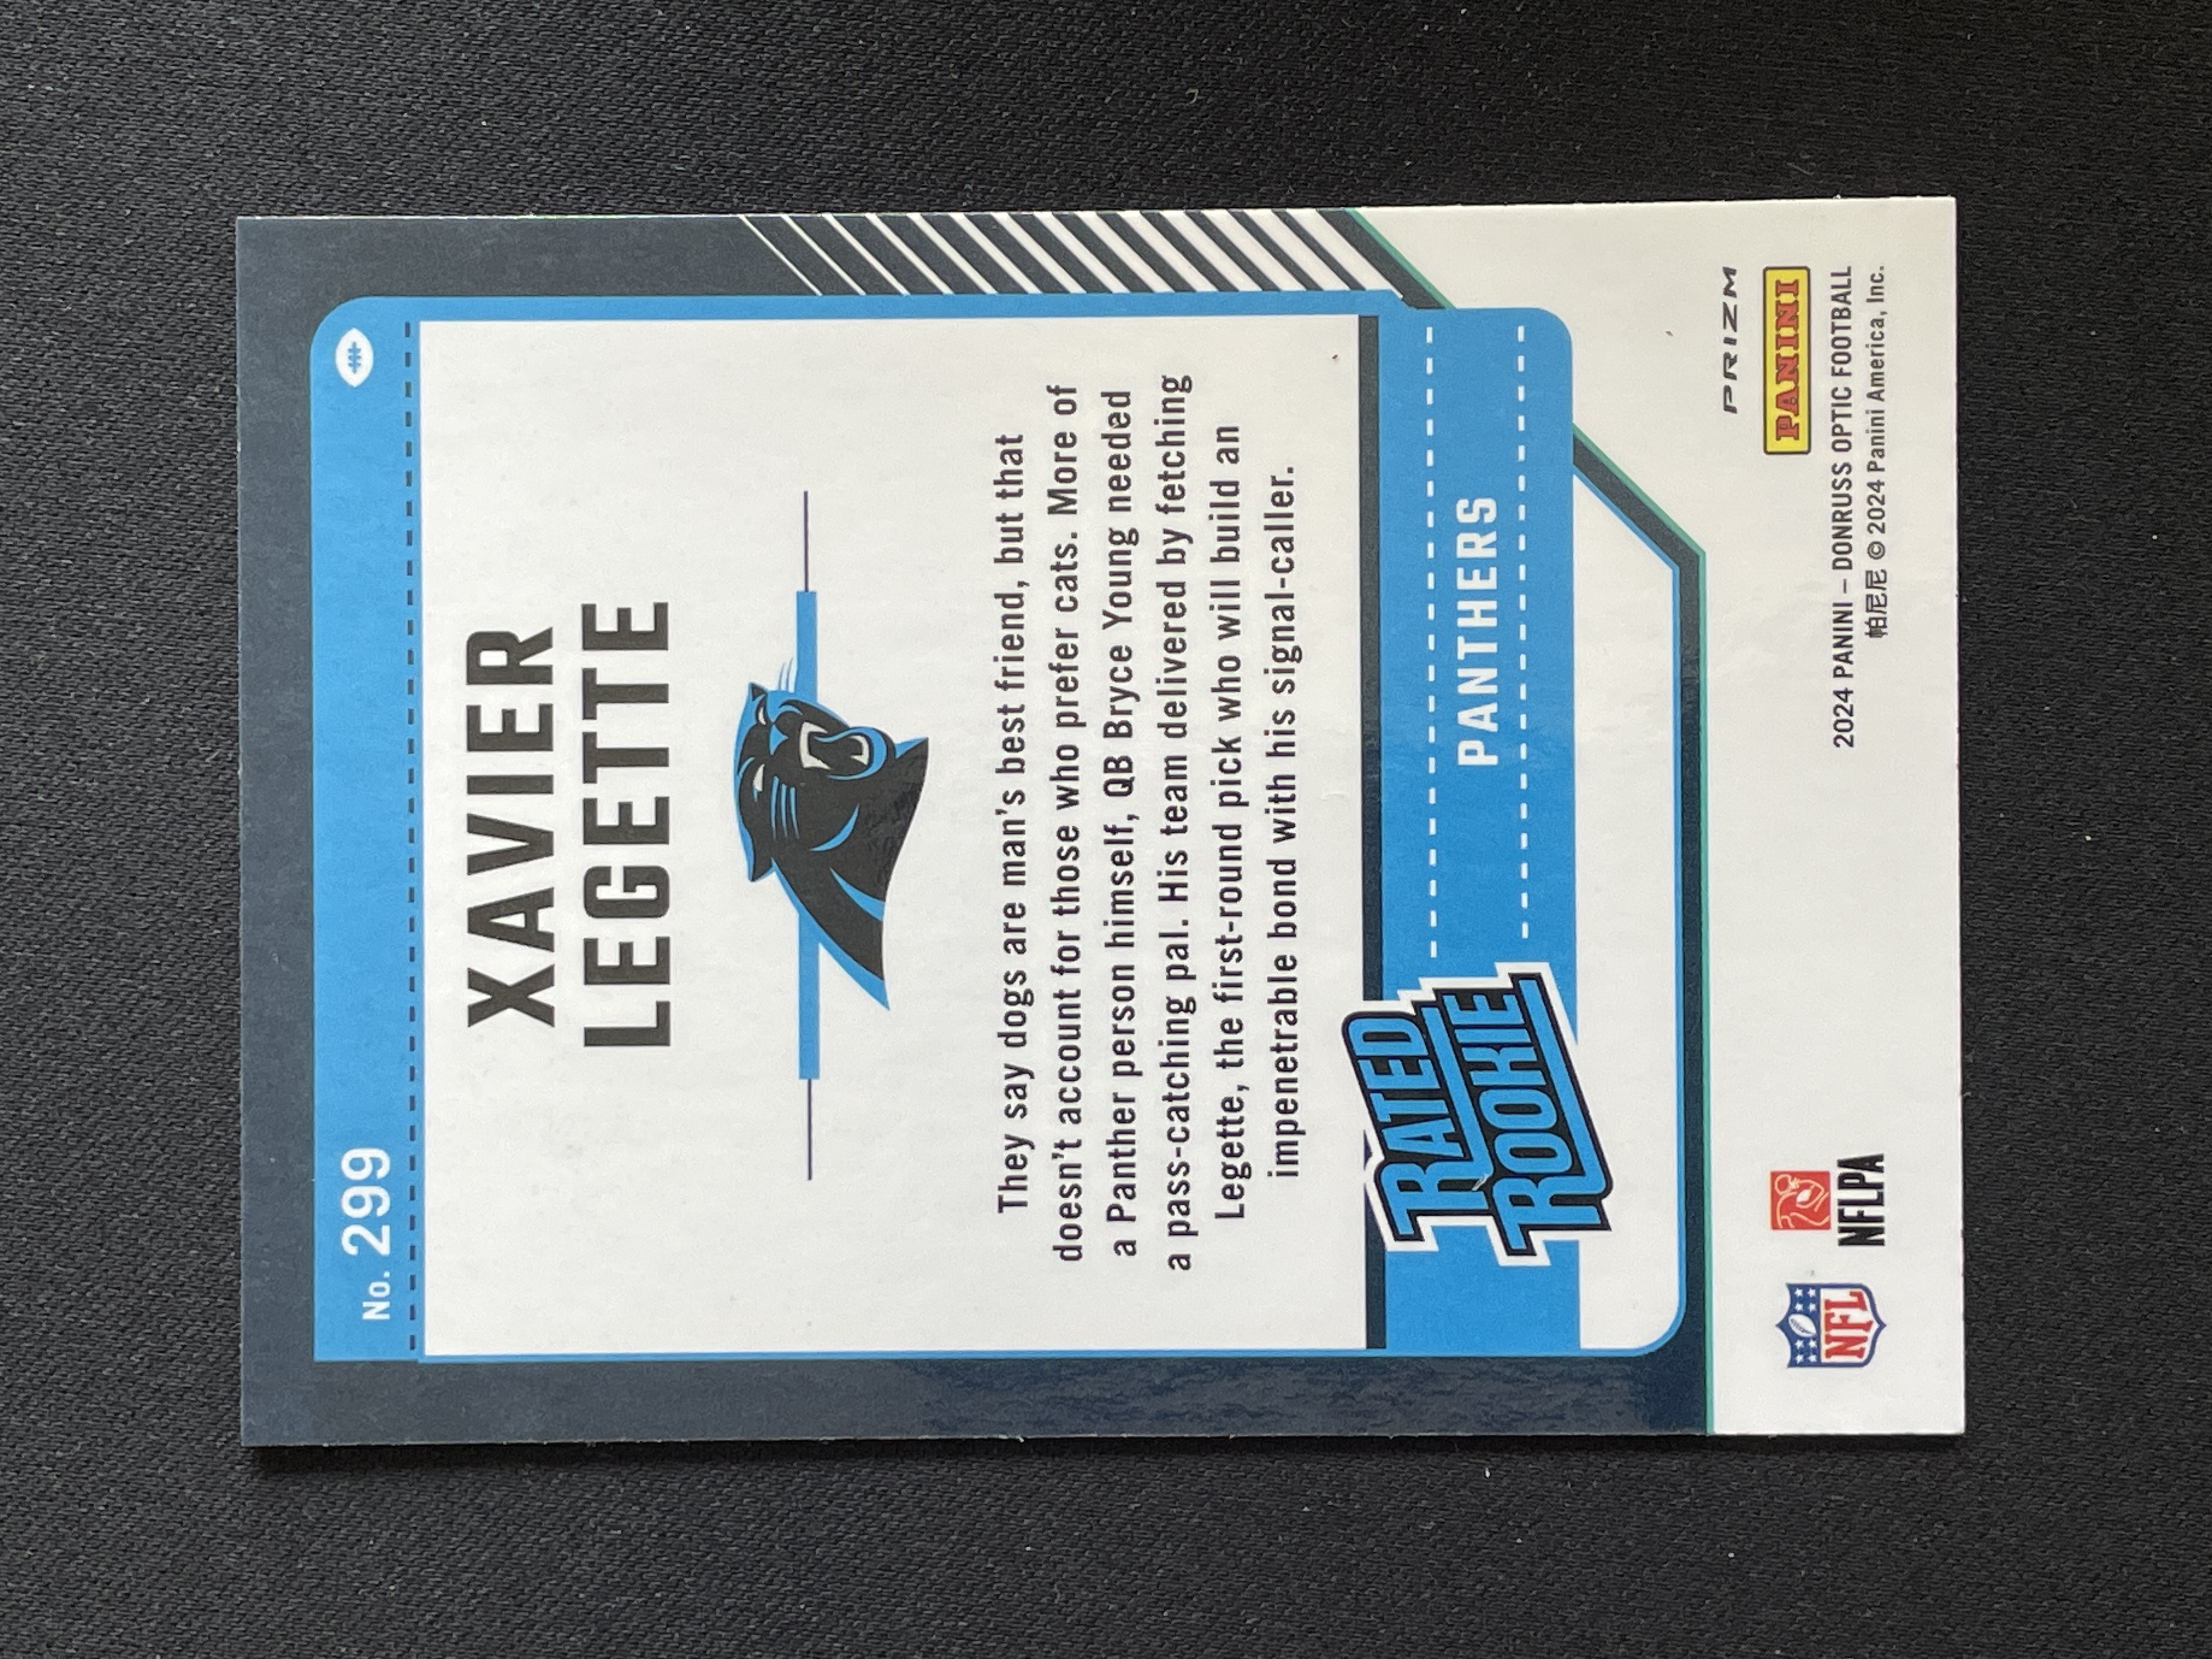 No. 299
XAVIER
LEGETTE
They say dogs are man's best friend, but that
doesn't account for those who prefer cats. More of
a Panther person himself, QB Bryce Young needed
a pass-catching pal. His team delivered by fetching
Legette, the first-round pick who will build an
impenetrable bond with his signal-caller.
RATED
ROOKIE
PANTHERS
PRIZM
PANINI
NFL
NFLPA
2024 PANINI – DONRUSS OPTIC FOOTBALL
帕尼尼 © 2024 Panini America, Inc.